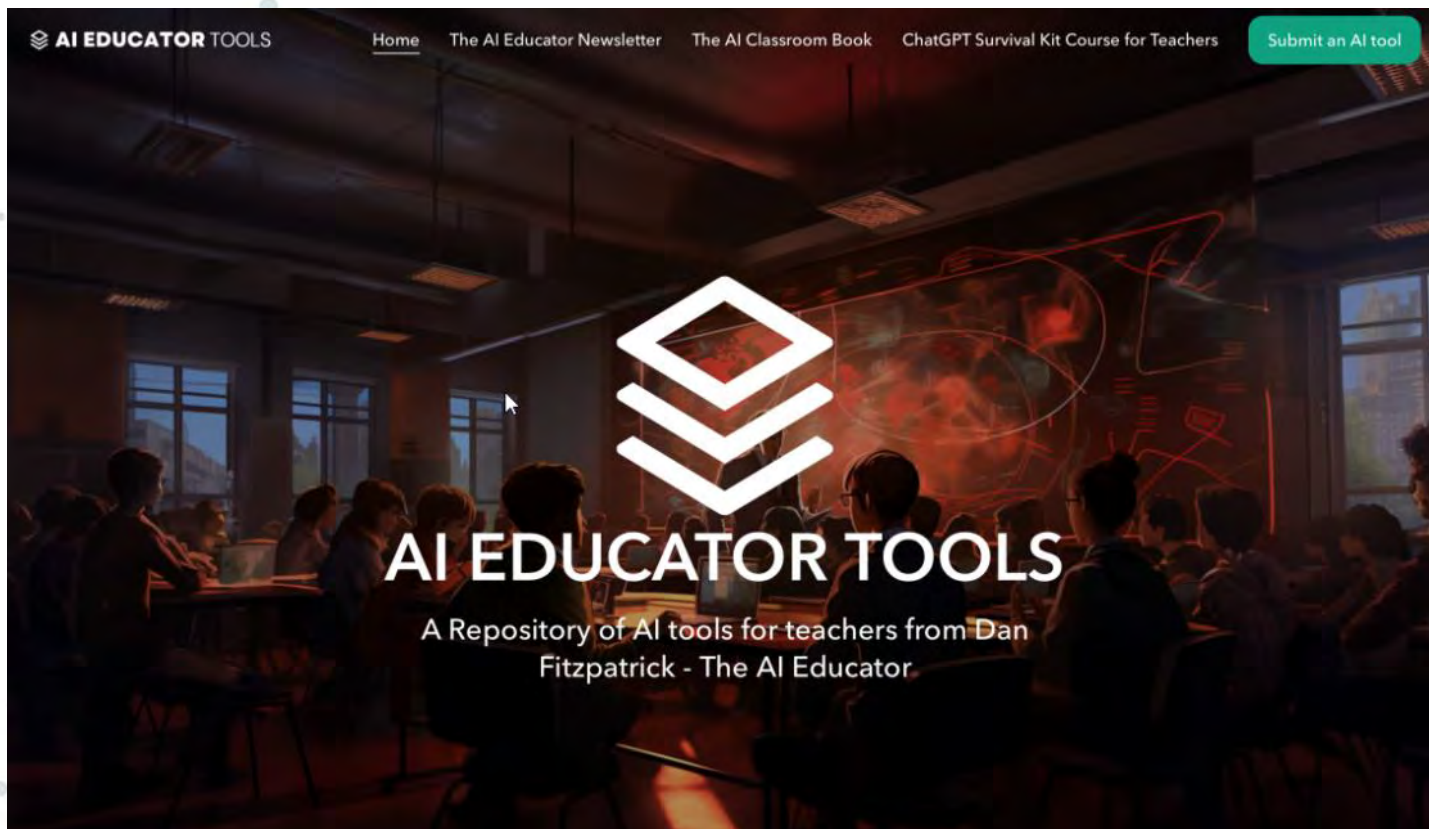 AI EDUCATOR TOOLS
Home
The AI Educator Newsletter
The AI Classroom Book
ChatGPT Survival Kit Course for Teachers
Submit an AI tool
AI EDUCATOR TOOLS
A Repository of AI tools for teachers from Dan
Fitzpatrick - The AI Educator